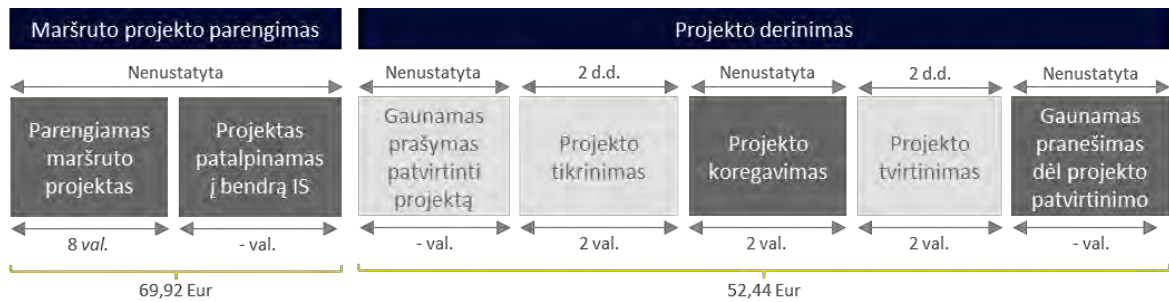 Maršruto projekto parengimas
Projekto derinimas
Nenustatyta
Nenustatyta
2 d.d.
Nenustatyta
2 d.d.
Nenustatyta
Parengiamas
maršruto
projektas
Projektas
patalpinamas
į bendrą IS
Gaunamas
prašymas
patvirtinti
projektą
Projekto
tikrinimas
Projekto
koregavimas
Projekto
tvirtinimas
Gaunamas
pranešimas
dėl projekto
patvirtinimo
8 val.
- val.
- val.
2 val.
2 val.
2 val.
- val.
69,92 Eur
52,44 Eur